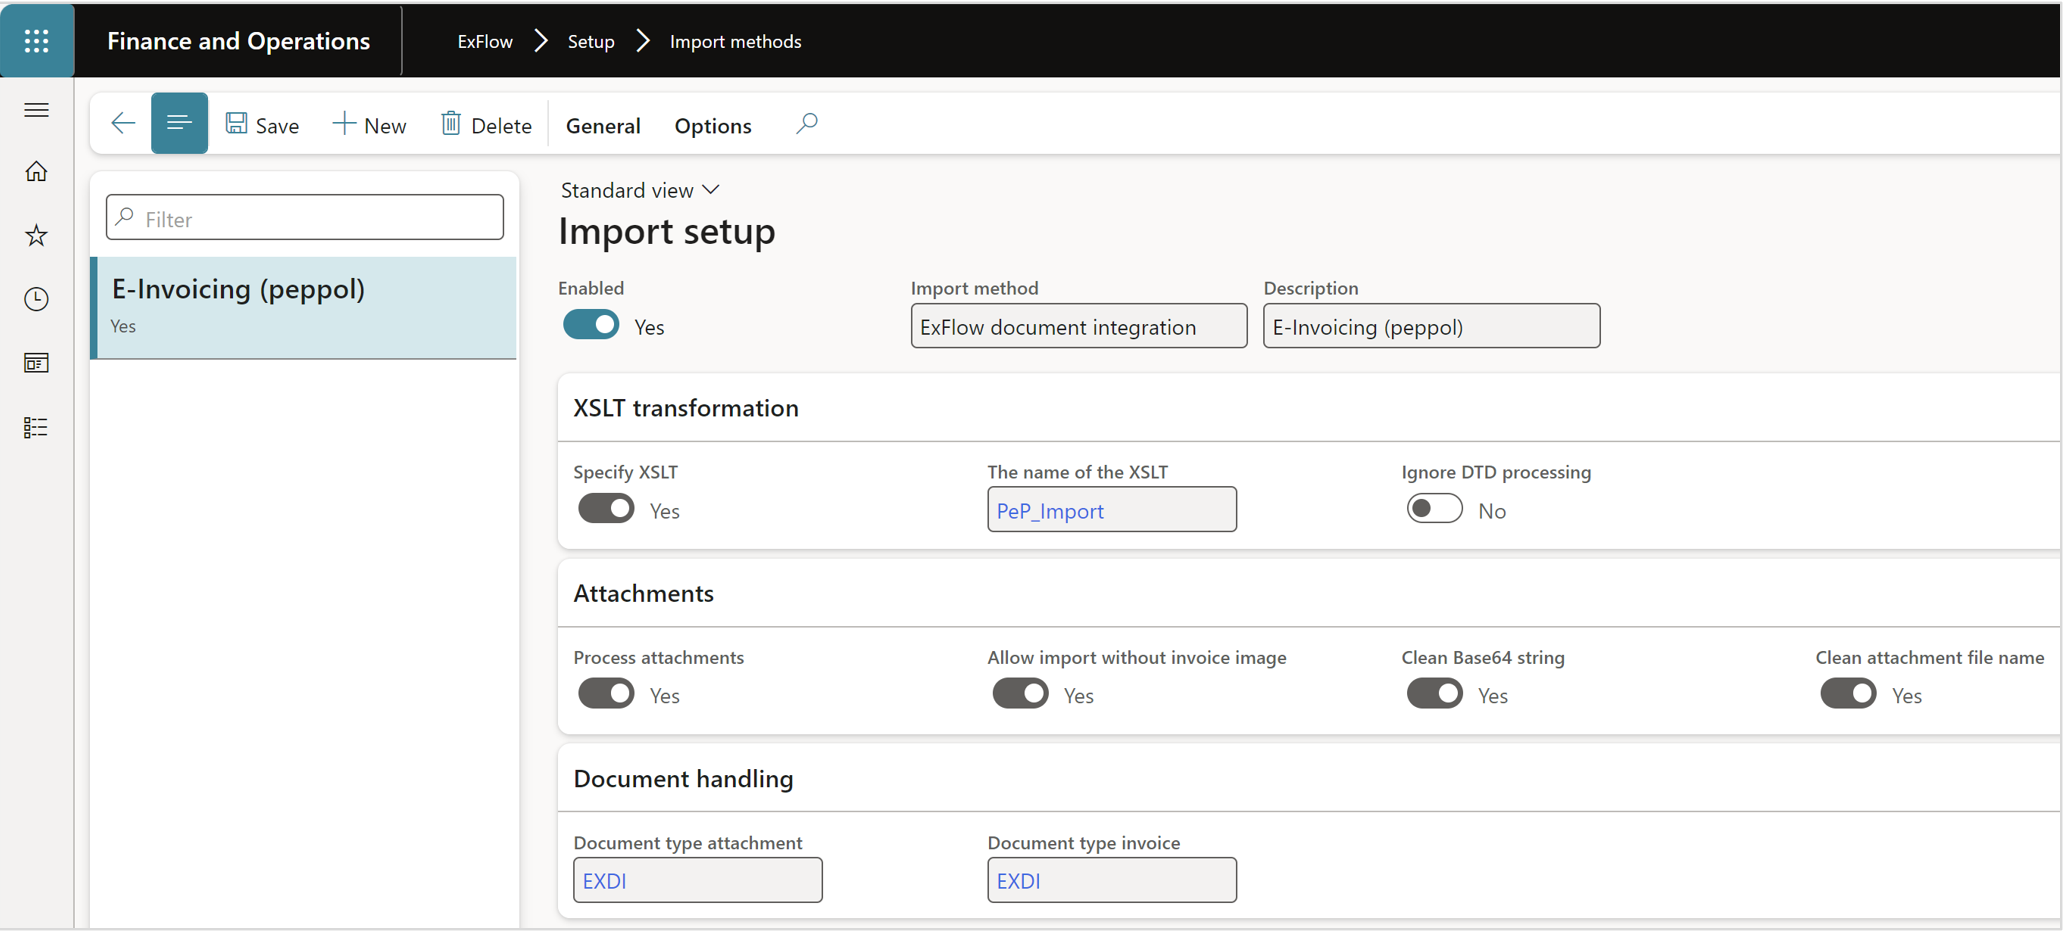 Finance and Operations
ExFlow
Setup
Import methods
Save
New
Delete
General
Options
Filter
E-Invoicing (peppol)
Yes
Standard view
Import setup
Enabled
Import method
Description
Yes
ExFlow document integration
E-Invoicing (peppol)
XSLT transformation
Specify XSLT
The name of the XSLT
Ignore DTD processing
Yes
PeP_Import
No
Attachments
Process attachments
Allow import without invoice image
Clean Base64 string
Clean attachment file name
Yes
Yes
Yes
Yes
Document handling
Document type attachment
Document type invoice
EXDI
EXDI